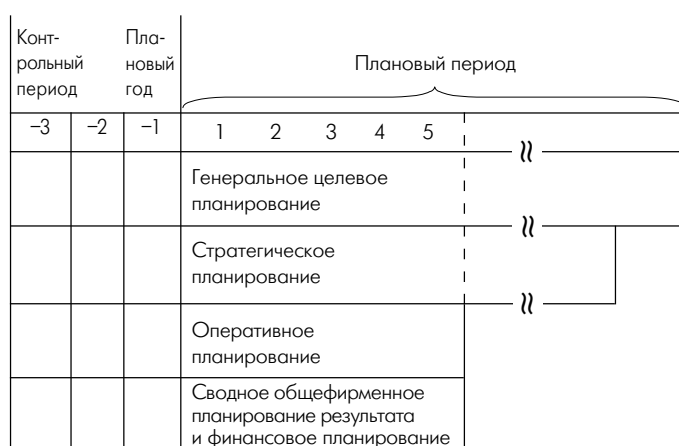 Конт-
рольный
период
Пла-
новый
год
Плановый период
–3 –2 –1 1 2 3 4 5
Генеральное целевое
планирование
Стратегическое
планирование
Оперативное
планирование
Сводное общефирменное
планирование результата
и финансовое планирование